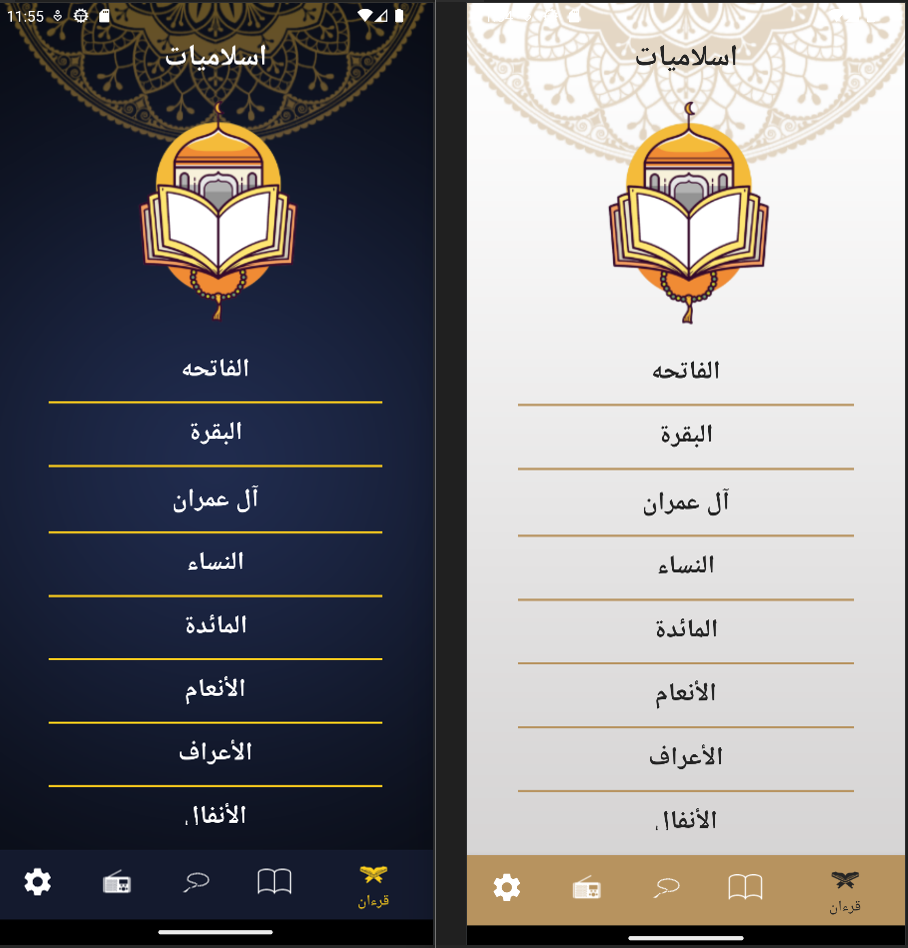 11:55
اسلاميات
الفاتحه
البقرة
آل عمران
النساء
المائدة
الأنعام
الأعراف
الأنفال
قرءان
اسلاميات
الفاتحه
البقرة
آل عمران
النساء
المائدة
الأنعام
الأعراف
الأنفال
قرءان